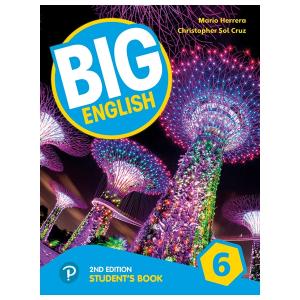 Mario Herrera
Christopher Sol Cruz
BIG
ENGLISH
2ND EDITION
STUDENT'S BOOK
6
P